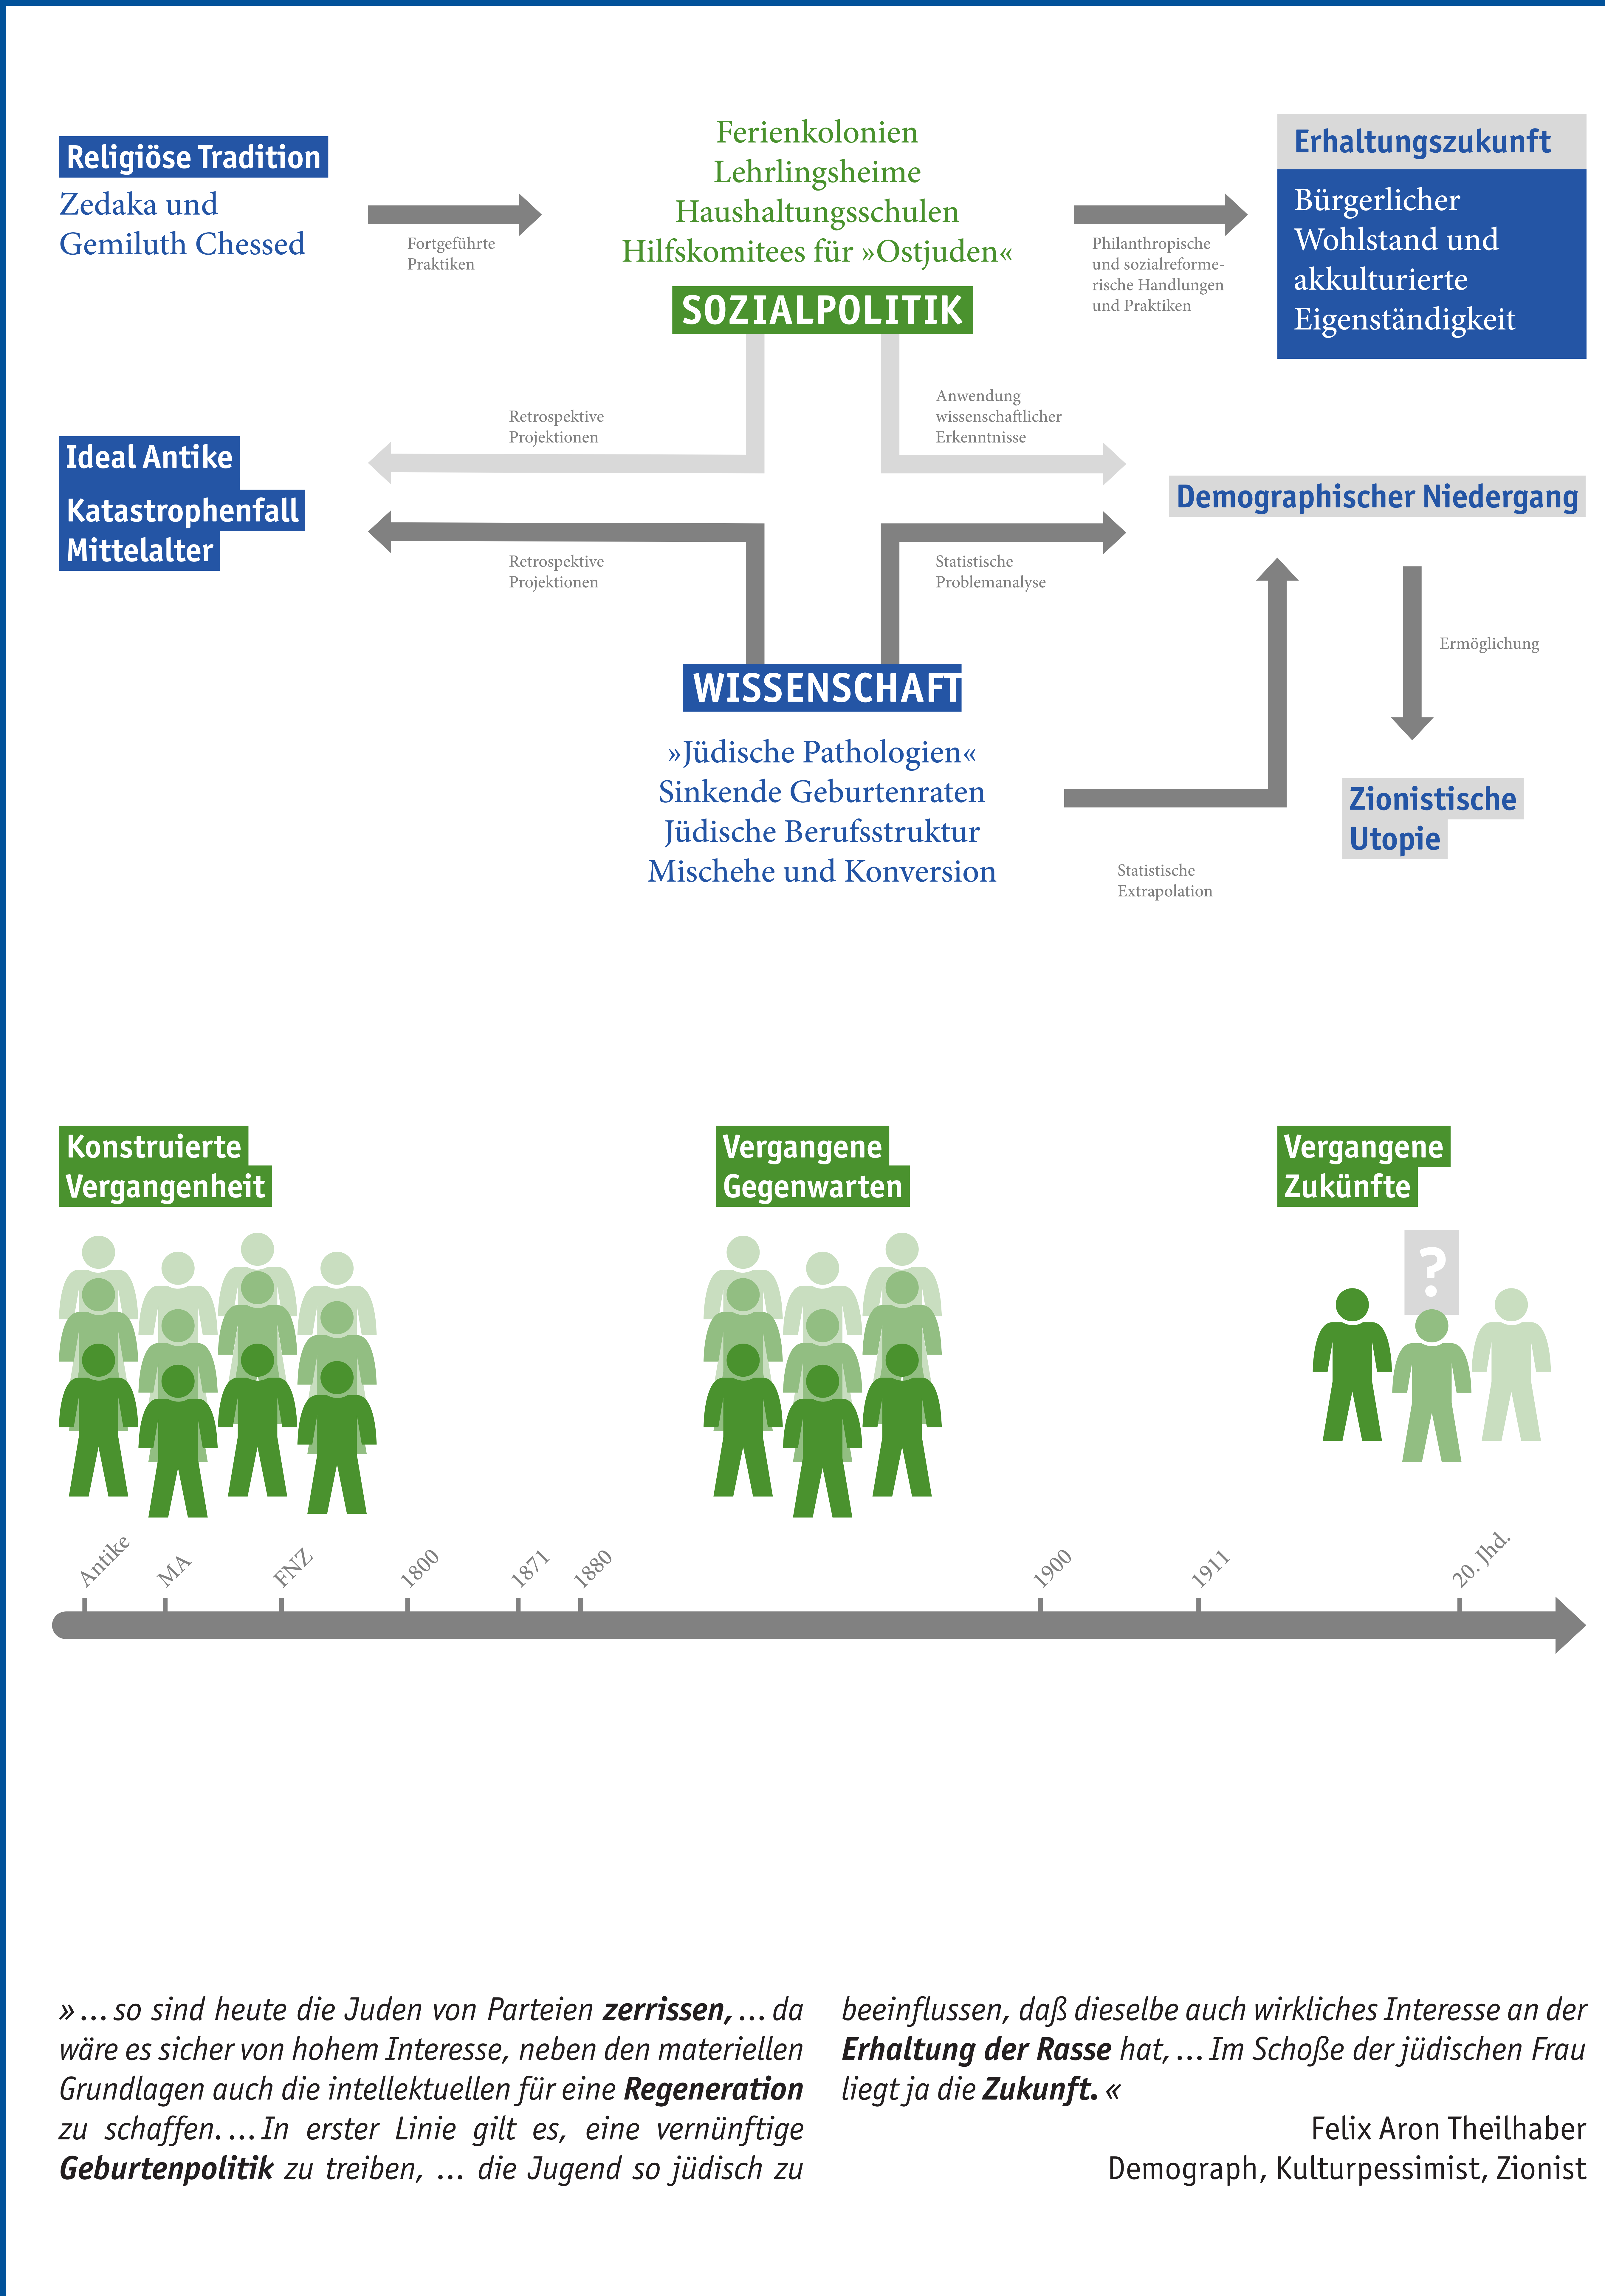 Religiöse Tradition
Zedaka und
Gemiluth Chessed
Fortgeführte
Praktiken
Ferienkolonien
Lehrlingsheime
Haushaltungsschulen
Hilfskomitees für »Ostjuden«
SOZIALPOLITIK
Philanthropische
und sozialreforme-
rische Handlungen
und Praktiken
Erhaltungszukunft
Bürgerlicher
Wohlstand und
akkulturierte
Eigenständigkeit
Retrospektive
Projektionen
Anwendung
wissenschaftlicher
Erkenntnisse
Ideal Antike
Katastrophenfall
Mittelalter
Demographischer Niedergang
Retrospektive
Projektionen
Statistische
Problemanalyse
Ermöglichung
WISSENSCHAFT
»Jüdische Pathologien«
Sinkende Geburtenraten
Jüdische Berufsstruktur
Mischehe und Konversion
Statistische
Extrapolation
Zionistische
Utopie
Konstruierte
Vergangenheit
Vergangene
Gegenwarten
Vergangene
Zukünfte
?
Antike
MA
FNZ
1800
1871
1880
1900
1911
20. Jhd.
» … so sind heute die Juden von Parteien zerrissen, … da
wäre es sicher von hohem Interesse, neben den materiellen
Grundlagen auch die intellektuellen für eine Regeneration
zu schaffen. … In erster Linie gilt es, eine vernünftige
Geburtenpolitik zu treiben, … die Jugend so jüdisch zu
beeinflussen, daß dieselbe auch wirkliches Interesse an der
Erhaltung der Rasse hat, … Im Schoße der jüdischen Frau
liegt ja die Zukunft. «
Felix Aron Theilhaber
Demograph, Kulturpessimist, Zionist